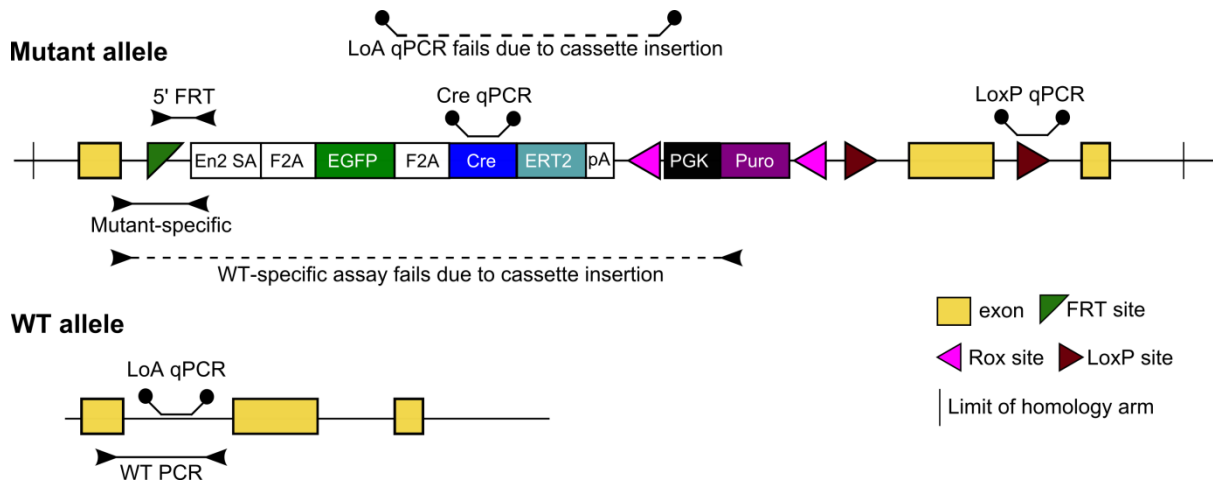 LoA qPCR fails due to cassette insertion
Mutant allele
5' FRT
Cre qPCR
LoxP qPCR
En2 SA F2A EGFP F2A Cre ERT2 pA PGK Puro
Mutant-specific
WT-specific assay fails due to cassette insertion
WT allele
exon FRT site
LoA qPCR
Rox site LoxP site
Limit of homology arm
WT PCR